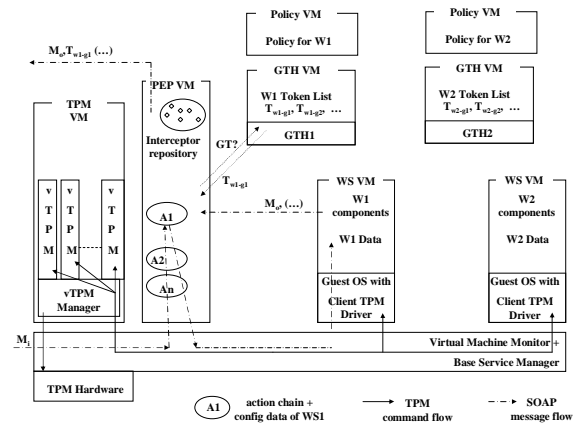 Policy VM
Policy for W1
Policy VM
Policy for W2
Mo,Tw1-g1 (…)
GTH VM
W1 Token List
Tw1-g1, Tw1-g2, …
GTH1
GTH VM
W2 Token List
Tw2-g1, Tw2-g2, …
GTH2
PEP VM
Interceptor
repository
TPM
VM
GT?
Tw1-g1
vTPM
vTPM
vTPM
A1
A2
An
Mo, (…)
WS VM
W1
components
W1 Data
WS VM
W2
components
W2 Data
vTPM
Manager
Guest OS with
Client TPM
Driver
Guest OS with
Client TPM
Driver
Mi
Virtual Machine Monitor +
Base Service Manager
TPM Hardware
A1
action chain +
config data of WS1
TPM
command flow
SOAP
message flow